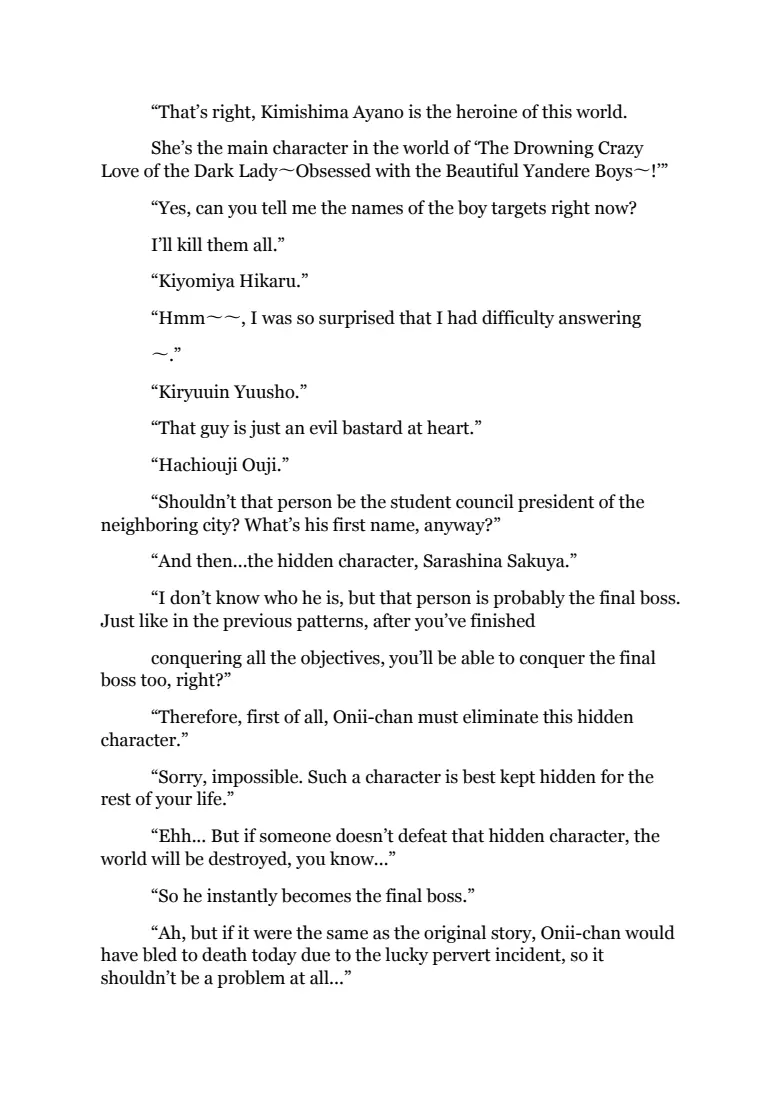 “That’s right, Kimishima Ayano is the heroine of this world.
She’s the main character in the world of ‘The Drowning Crazy
Love of the Dark Lady～Obsessed with the Beautiful Yandere Boys～!’”
“Yes, can you tell me the names of the boy targets right now?
I’ll kill them all.”
“Kiyomiya Hikaru.”
“Hmm～～, I was so surprised that I had difficulty answering
～.”
“Kiryuuin Yuusho.”
“That guy is just an evil bastard at heart.”
“Hachiouji Ouji.”
“Shouldn’t that person be the student council president of the
neighboring city? What’s his first name, anyway?”
“And then...the hidden character, Sarashina Sakuya.”
“I don’t know who he is, but that person is probably the final boss.
Just like in the previous patterns, after you’ve finished
conquering all the objectives, you’ll be able to conquer the final
boss too, right?”
“Therefore, first of all, Onii-chan must eliminate this hidden
character.”
“Sorry, impossible. Such a character is best kept hidden for the
rest of your life.”
“Ehh... But if someone doesn’t defeat that hidden character, the
world will be destroyed, you know...”
“So he instantly becomes the final boss.”
“Ah, but if it were the same as the original story, Onii-chan would
have bled to death today due to the lucky pervert incident, so it
shouldn’t be a problem at all...”